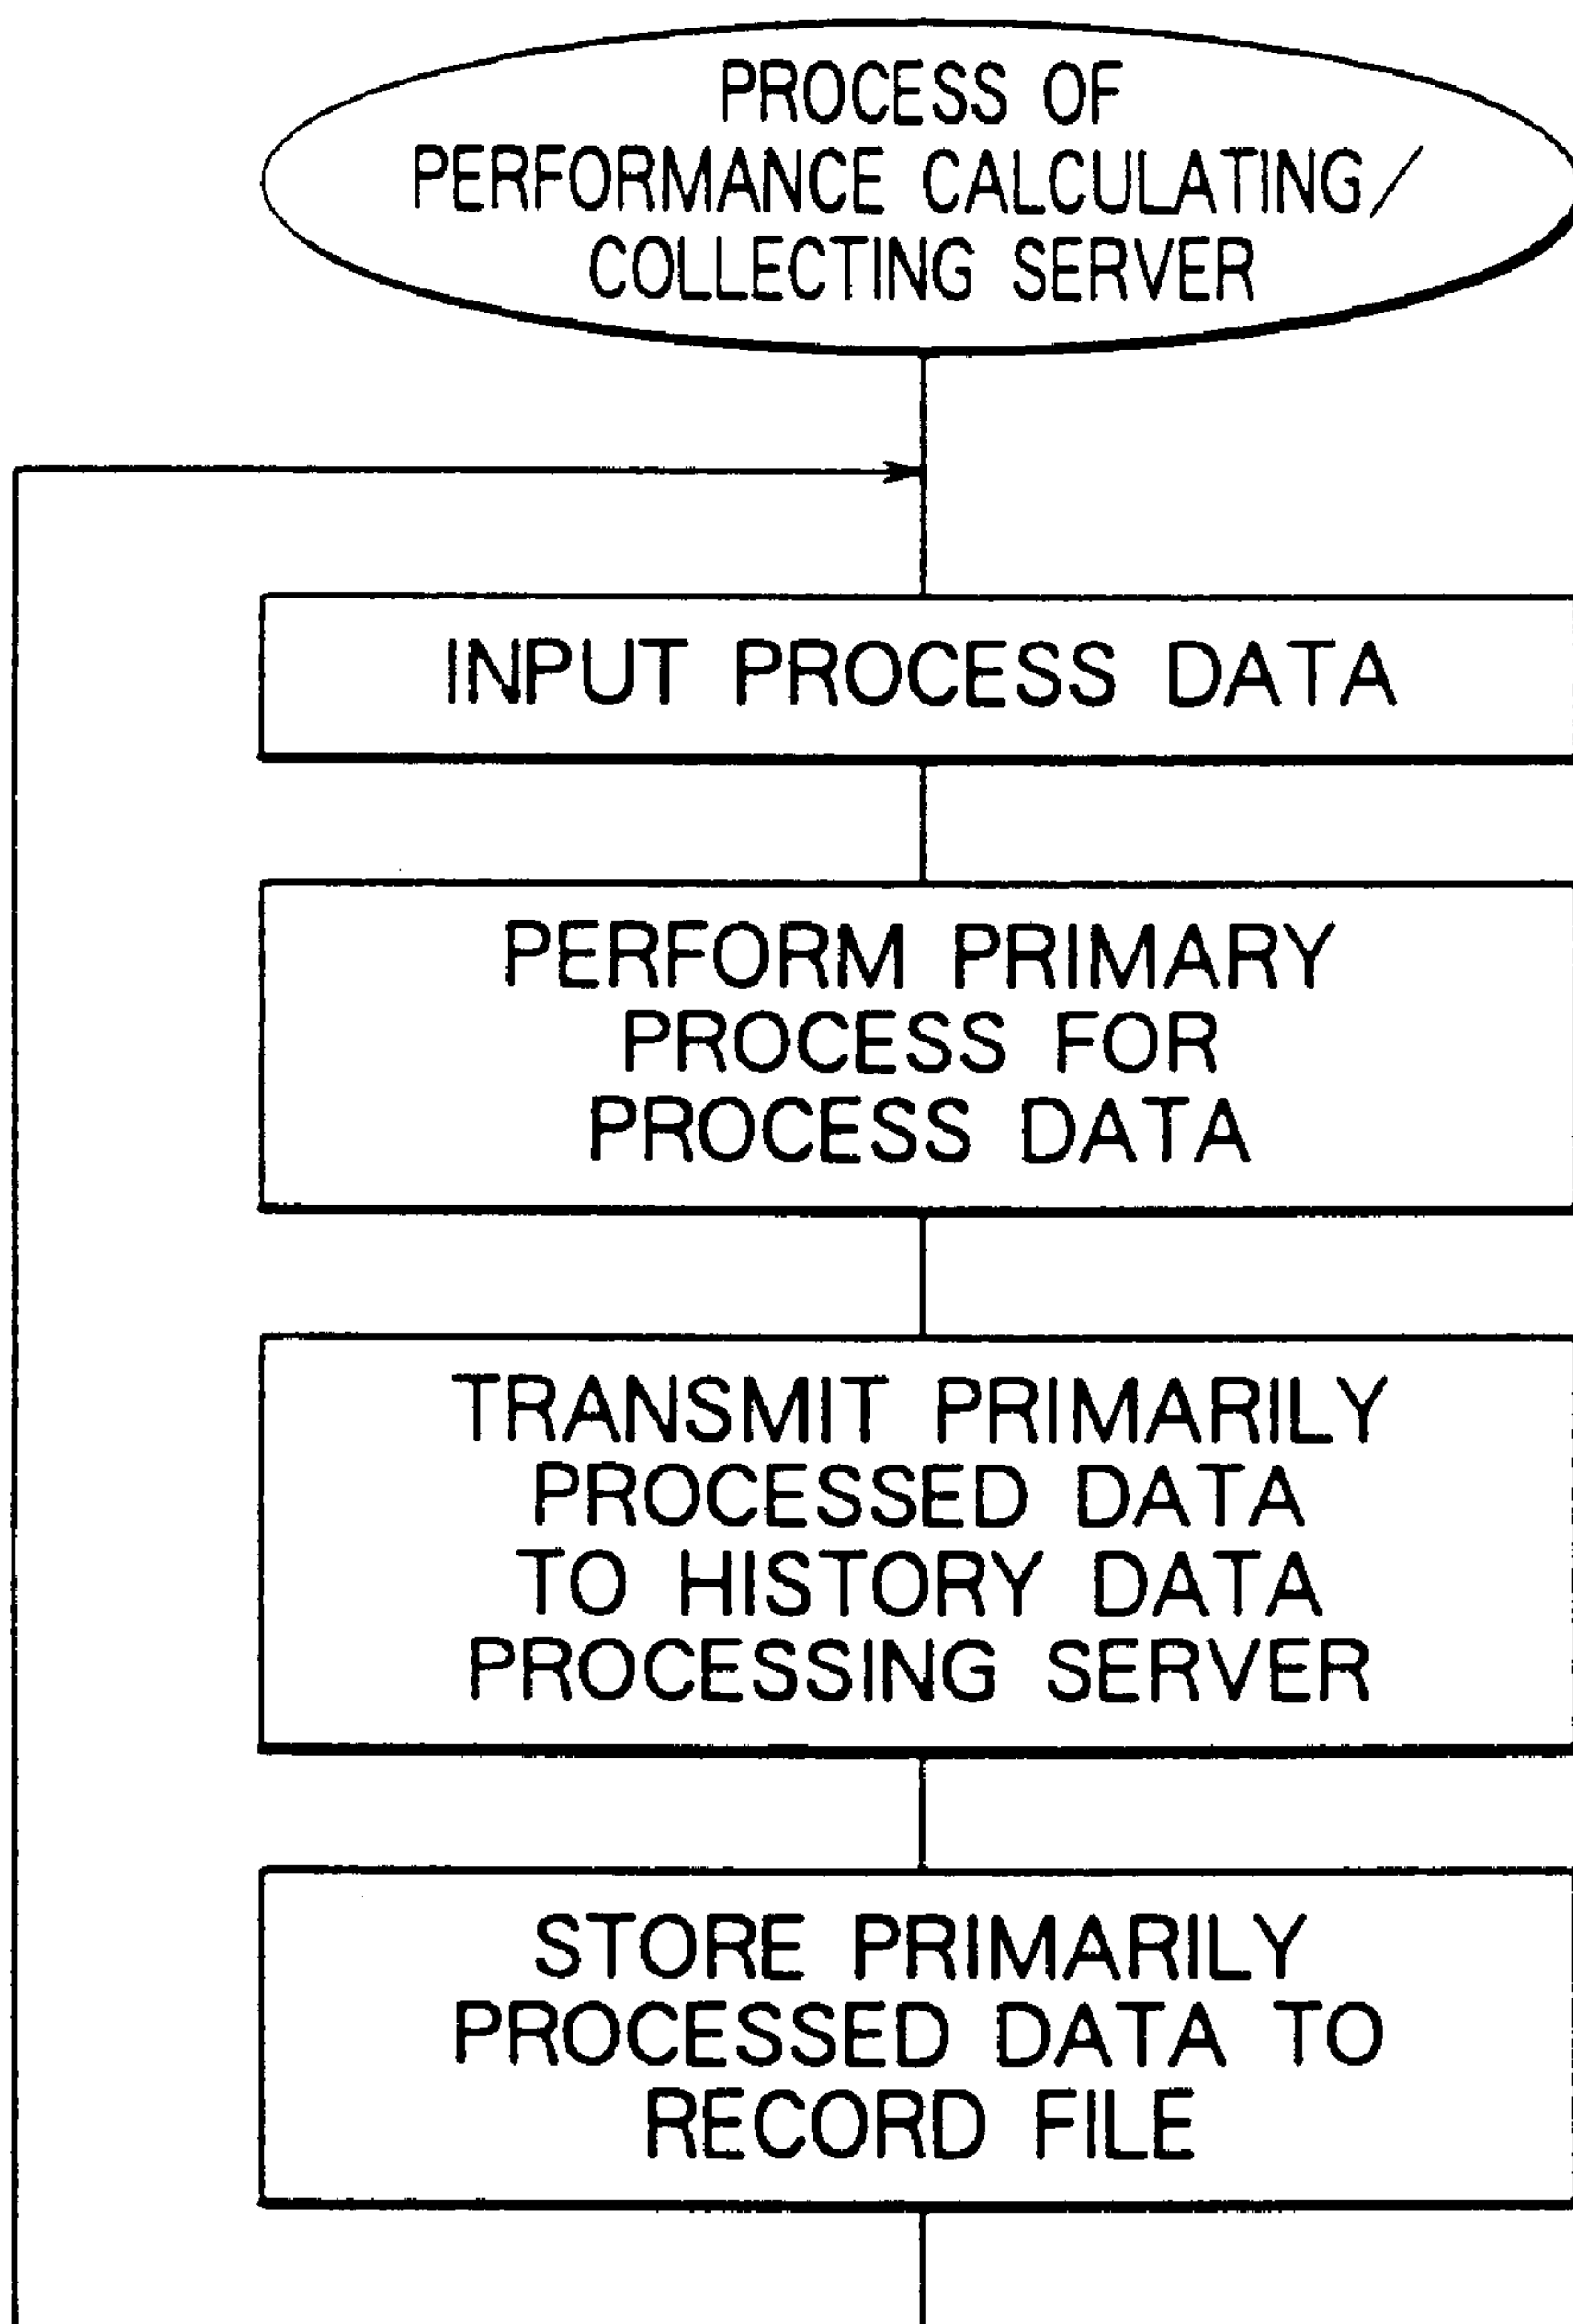 PROCESS OF
PERFORMANCE CALCULATING/
COLLECTING SERVER
INPUT PROCESS DATA
PERFORM PRIMARY
PROCESS FOR
PROCESS DATA
TRANSMIT PRIMARILY
PROCESSED DATA
TO HISTORY DATA
PROCESSING SERVER
STORE PRIMARILY
PROCESSED DATA TO
RECORD FILE